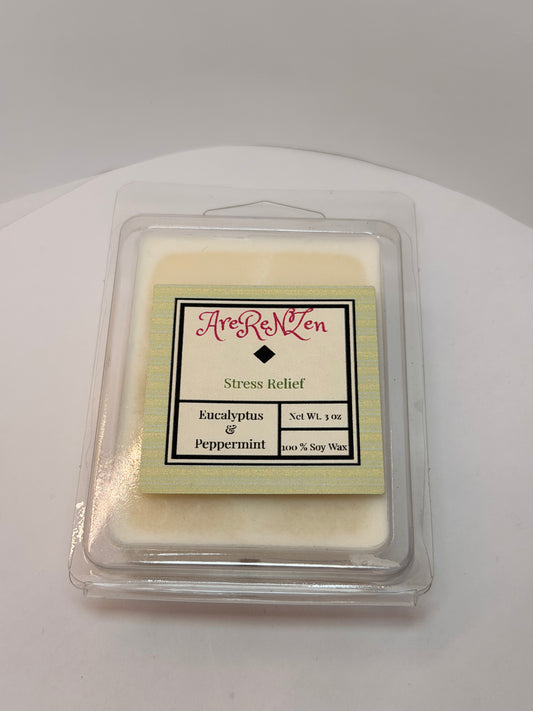 AreReNZen
Stress Relief
Eucalyptus
&
Peppermint
Net Wt. 3 oz
100 % Soy Wax